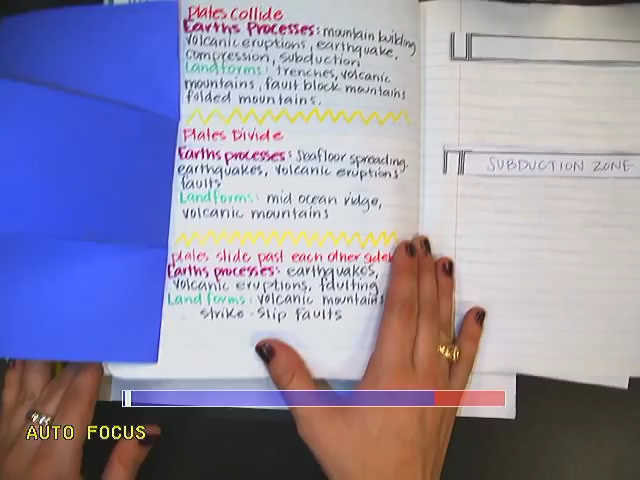 Plates Collide
Earths Processes: mountain building
volcanic eruptions, earthquake,
compression, subduction
Landforms: trenches, volcanic
mountains, fault block mountains
folded mountains.
Plates Divide
Earths processes: Seafloor spreading.
earthquakes, volcanic eruptions
faults
Landforms: mid ocean ridge,
volcanic mountains
plates slide past each other
Earths processes: earthquakes,
volcanic eruptions, faulting
Landforms: volcanic mountains
strike-slip faults
SUBDUCTION ZONE
AUTO FOCUS